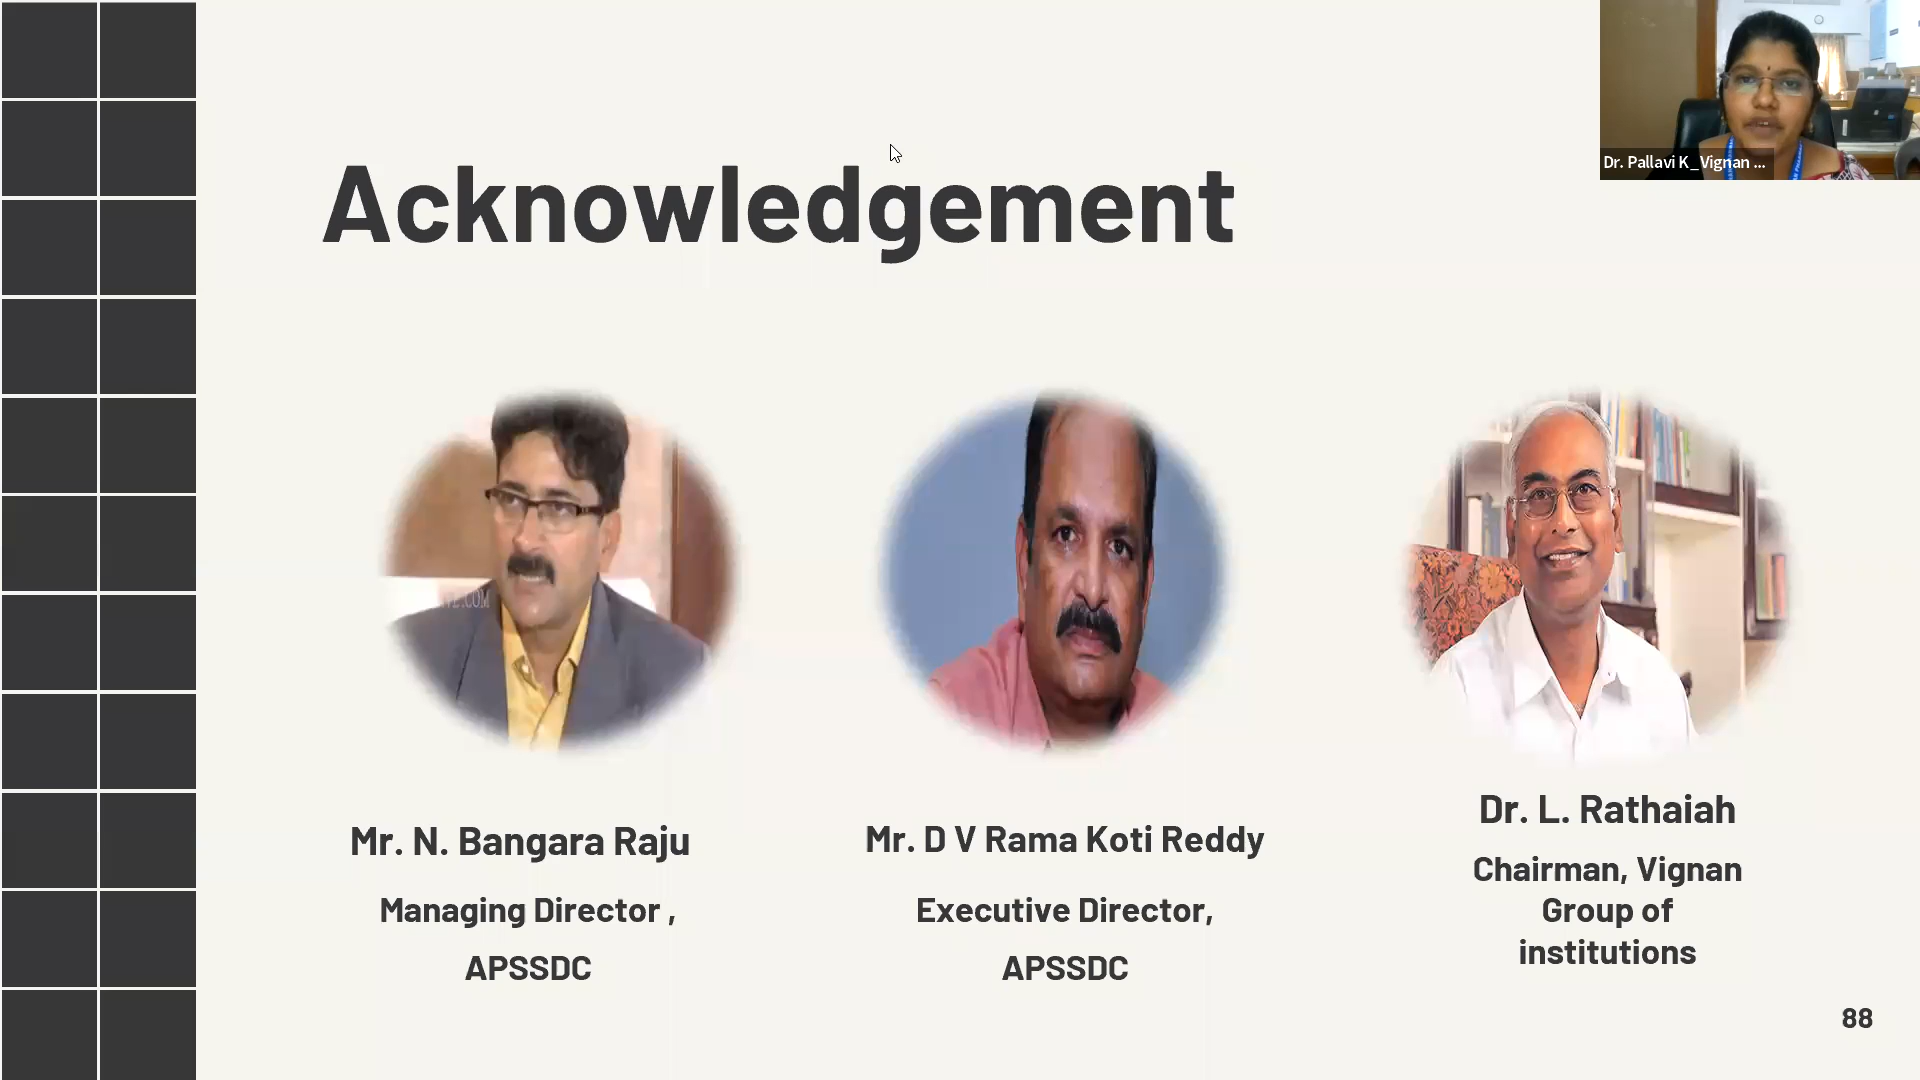 Dr. Pallavi K_Vignan ...
Acknowledgement
Mr. N. Bangara Raju
Managing Director ,
APSSDC
Mr. D V Rama Koti Reddy
Executive Director,
APSSDC
Dr. L. Rathaiah
Chairman, Vignan
Group of
institutions
88